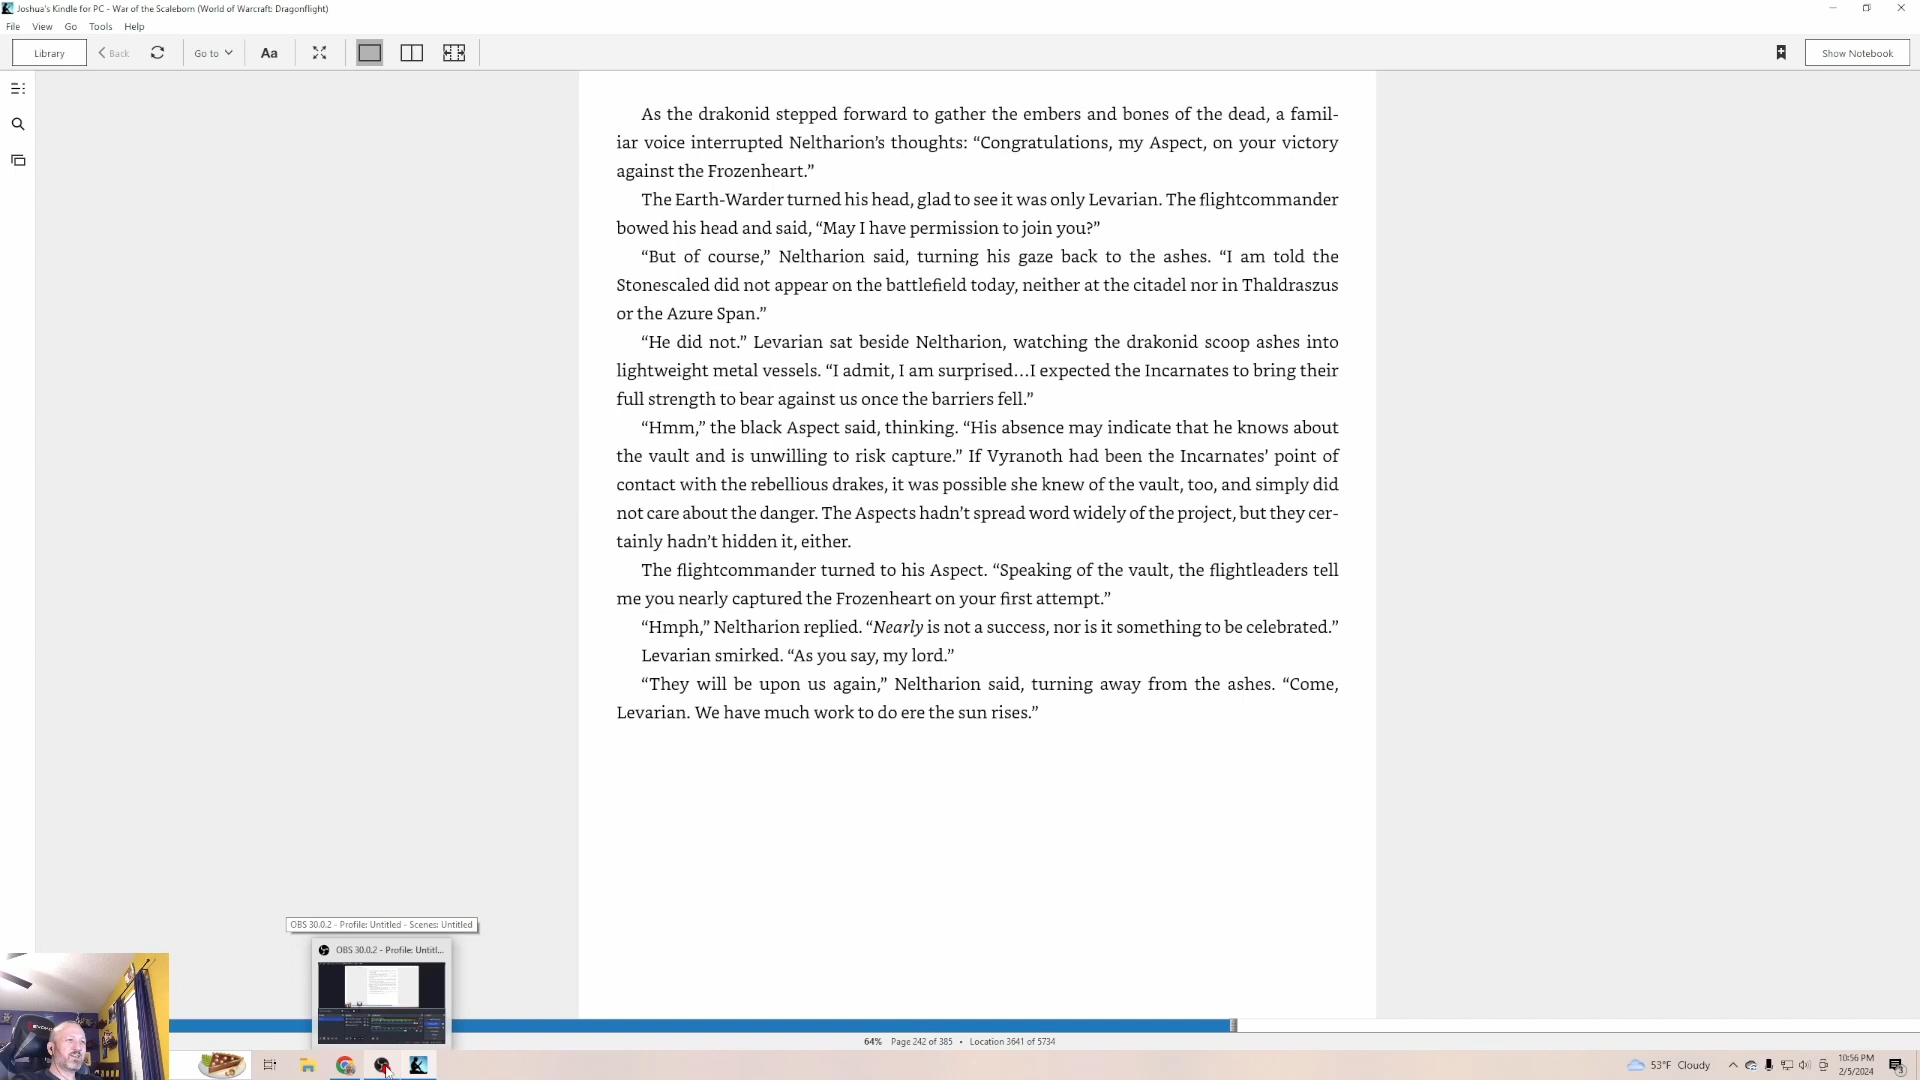 Joshua's Kindle for PC - War of the Scaleborn (World of Warcraft: Dragonflight)
File View Go Tools Help
Library Back Go to Aa Show Notebook
As the drakonid stepped forward to gather the embers and bones of the dead, a famil-
iar voice interrupted Neltharion’s thoughts: “Congratulations, my Aspect, on your victory
against the Frozenheart.”
The Earth-Warder turned his head, glad to see it was only Levarian. The flightcommander
bowed his head and said, “May I have permission to join you?”
“But of course,” Neltharion said, turning his gaze back to the ashes. “I am told the
Stonescaled did not appear on the battlefield today, neither at the citadel nor in Thaldraszus
or the Azure Span.”
“He did not.” Levarian sat beside Neltharion, watching the drakonid scoop ashes into
lightweight metal vessels. “I admit, I am surprised…I expected the Incarnates to bring their
full strength to bear against us once the barriers fell.”
“Hmm,” the black Aspect said, thinking. “His absence may indicate that he knows about
the vault and is unwilling to risk capture.” If Vyranoth had been the Incarnates’ point of
contact with the rebellious drakes, it was possible she knew of the vault, too, and simply did
not care about the danger. The Aspects hadn’t spread word widely of the project, but they cer-
tainly hadn’t hidden it, either.
The flightcommander turned to his Aspect. “Speaking of the vault, the flightleaders tell
me you nearly captured the Frozenheart on your first attempt.”
“Hmph,” Neltharion replied. “Nearly is not a success, nor is it something to be celebrated.”
Levarian smirked. “As you say, my lord.”
“They will be upon us again,” Neltharion said, turning away from the ashes. “Come,
Levarian. We have much work to do ere the sun rises.”
OBS 30.0.2 - Profile: Untitled - Scenes: Untitled
OBS 30.0.2 - Profile: Untitl...
64% Page 242 of 385 • Location 3641 of 5734
53°F Cloudy
10:56 PM
2/5/2024